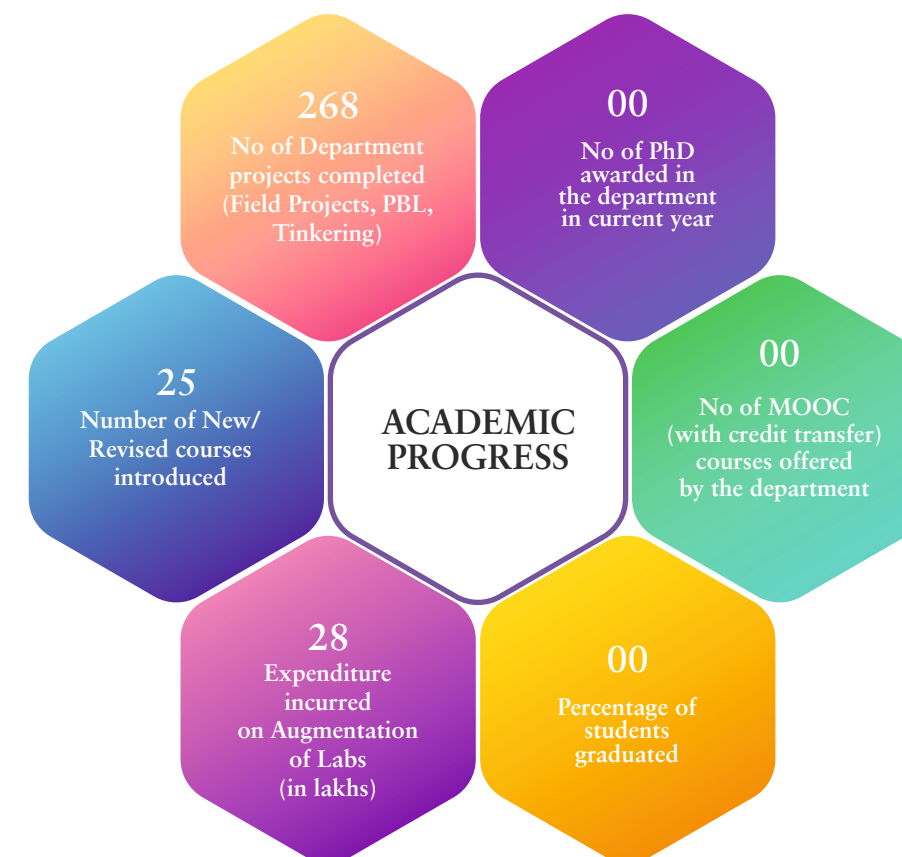 268
No of Department
projects completed
(Field Projects, PBL,
Tinkering)
00
No of PhD
awarded in
the department
in current year
25
Number of New/
Revised courses
introduced
ACADEMIC
PROGRESS
00
No of MOOC
(with credit transfer)
courses offered
by the department
28
Expenditure
incurred
on Augmentation
of Labs
(in lakhs)
00
Percentage of
students
graduated